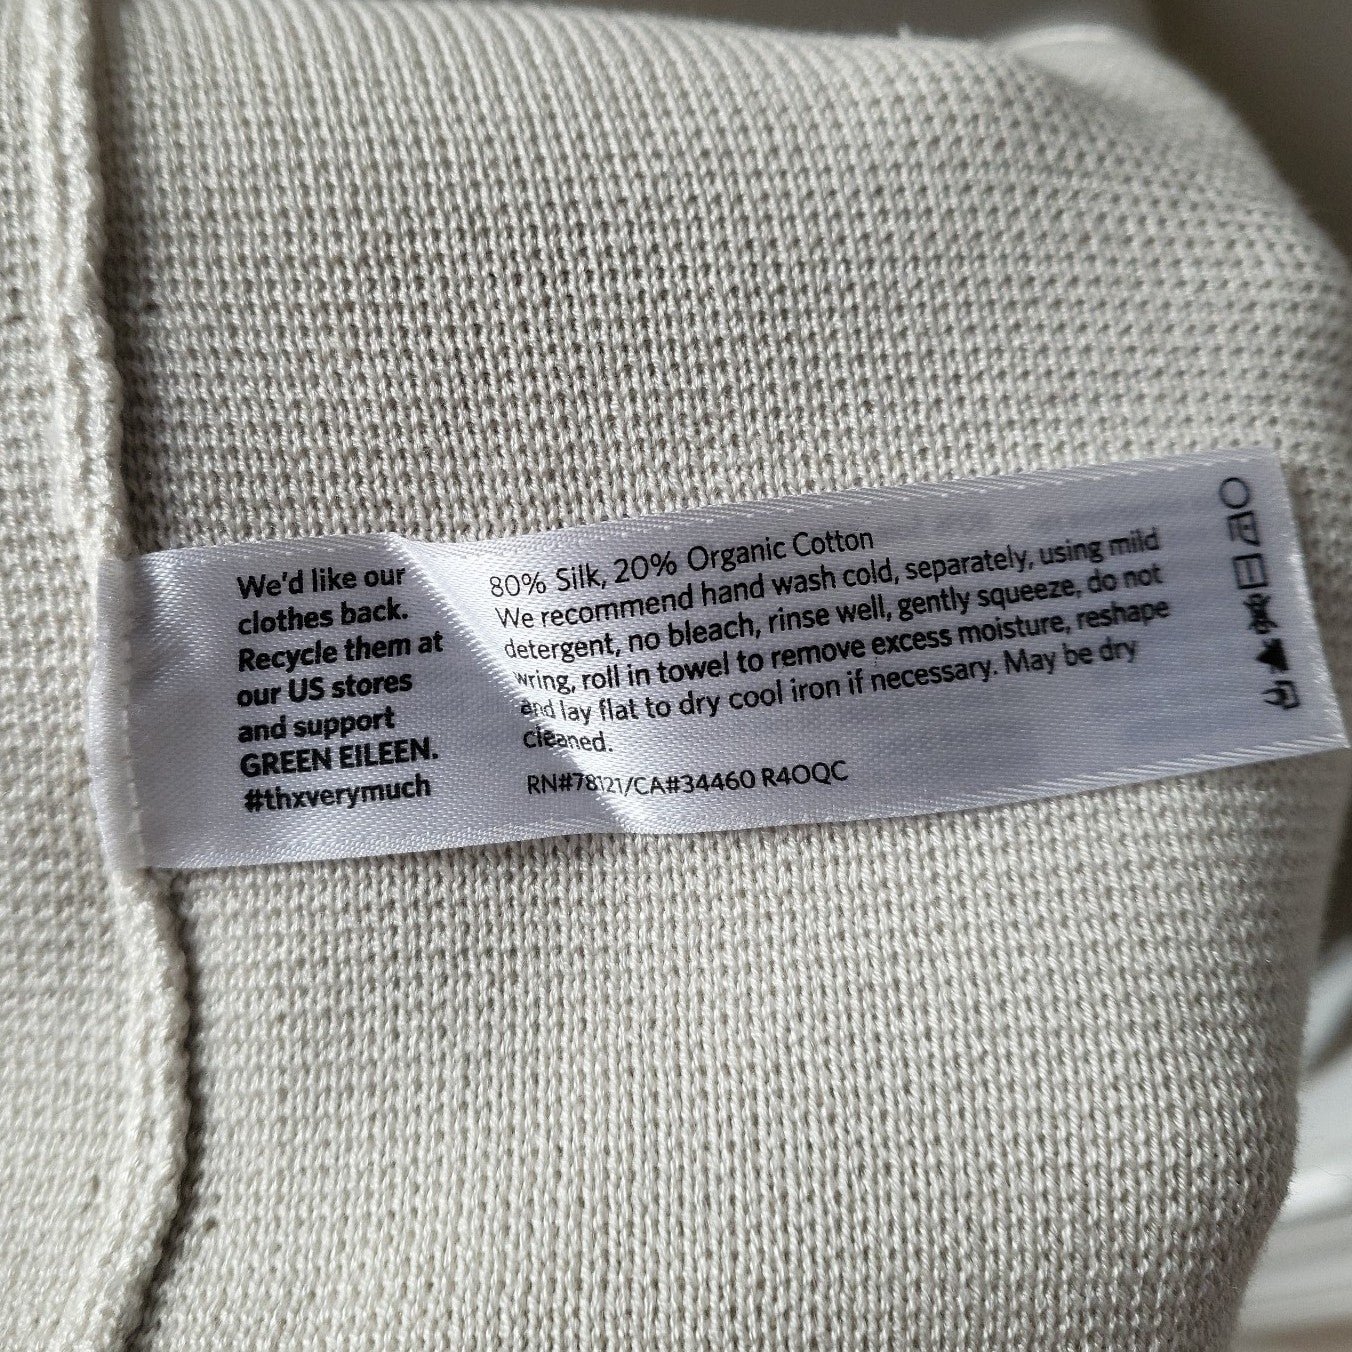 We'd like our
clothes back.
Recycle them at
our US stores
and support
GREEN EILEEN.
#thxverymuch
80% Silk, 20% Organic Cotton
We recommend hand wash cold, separately, using mild
detergent, no bleach, rinse well, gently squeeze, do not
wring, roll in towel to remove excess moisture, reshape
and lay flat to dry cool iron if necessary. May be dry
cleaned.
RN#78121/CA#34460 R4OQC